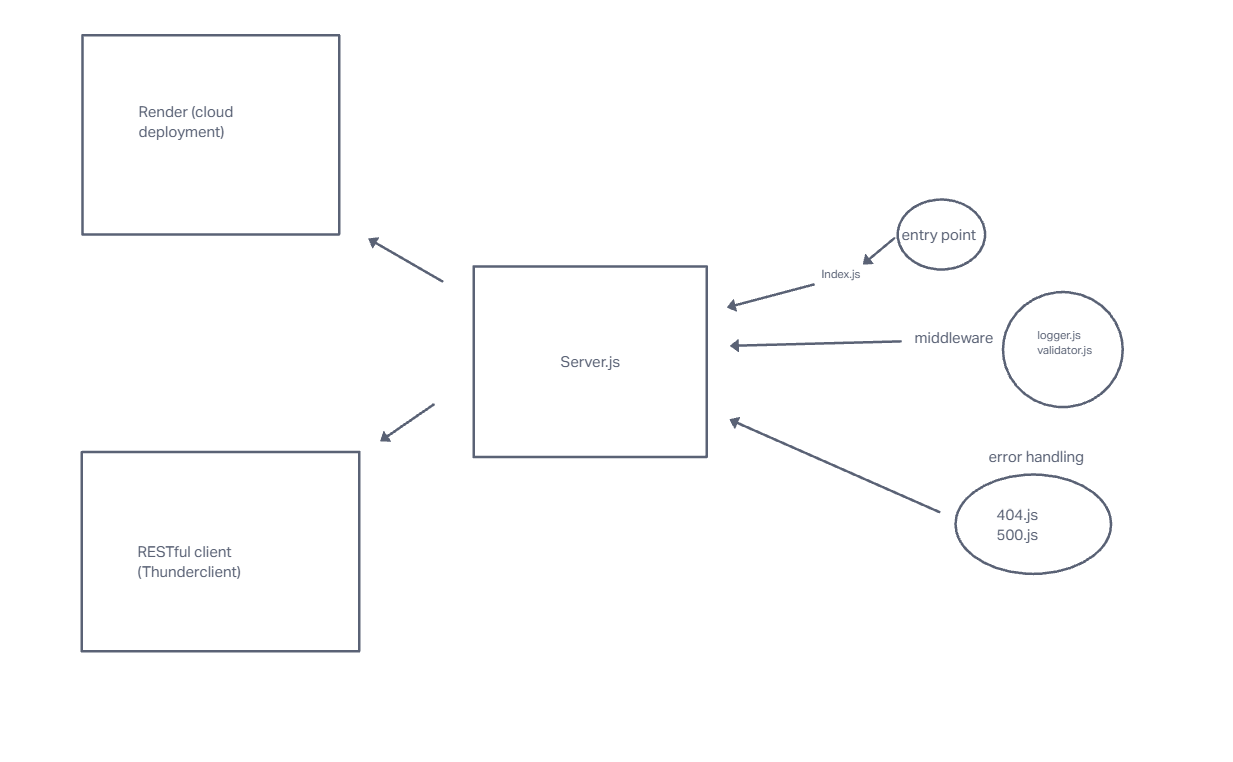 Render (cloud
deployment)
entry point
Index.js
middleware
logger.js
validator.js
Server.js
error handling
404.js
500.js
RESTful client
(Thunderclient)